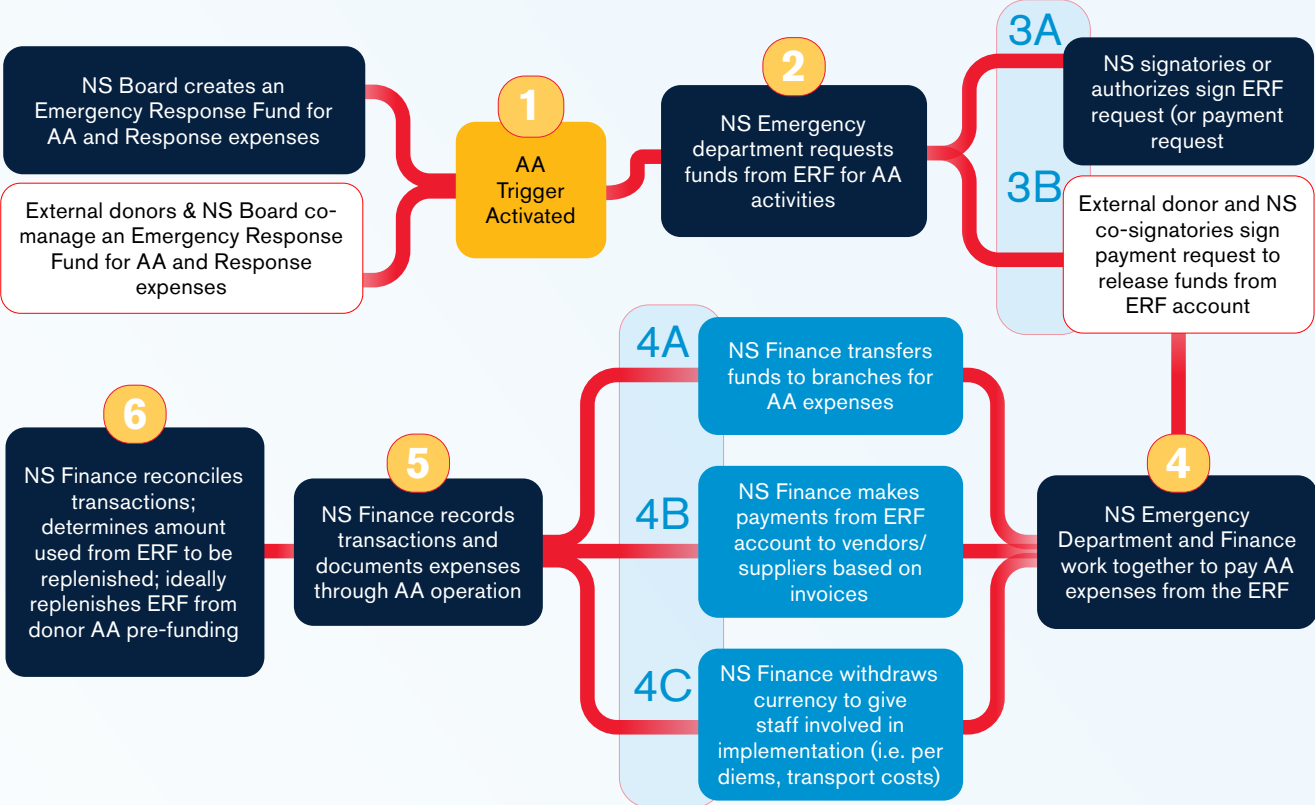 NS Board creates an
Emergency Response Fund for
AA and Response expenses
External donors & NS Board co-
manage an Emergency Response
Fund for AA and Response
expenses
1
AA
Trigger
Activated
2
NS Emergency
department requests
funds from ERF for AA
activities
3A
NS signatories or
authorizes sign ERF
request (or payment
request
3B
External donor and NS
co-signatories sign
payment request to
release funds from
ERF account
4
NS Emergency
Department and Finance
work together to pay AA
expenses from the ERF
4A
NS Finance transfers
funds to branches for
AA expenses
4B
NS Finance makes
payments from ERF
account to vendors/
suppliers based on
invoices
4C
NS Finance withdraws
currency to give
staff involved in
implementation (i.e. per
diems, transport costs)
5
NS Finance records
transactions and
documents expenses
through AA operation
6
NS Finance reconciles
transactions;
determines amount
used from ERF to be
replenished; ideally
replenishes ERF from
donor AA pre-funding